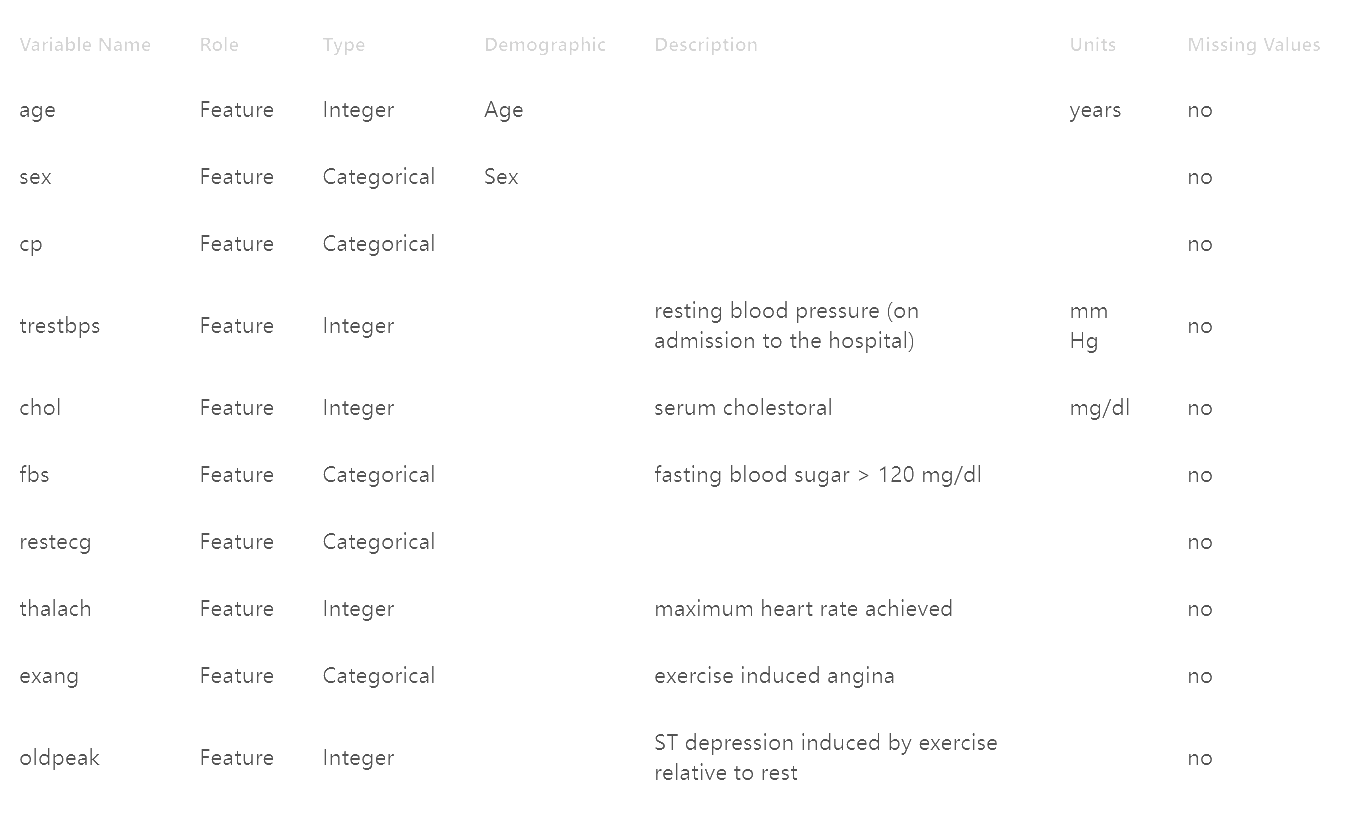 Variable Name Role Type Demographic Description Units Missing Values
age Feature Integer Age years no
sex Feature Categorical Sex no
cp Feature Categorical no
trestbps Feature Integer resting blood pressure (on admission to the hospital) mm Hg no
chol Feature Integer serum cholestoral mg/dl no
fbs Feature Categorical fasting blood sugar > 120 mg/dl no
restecg Feature Categorical no
thalach Feature Integer maximum heart rate achieved no
exang Feature Categorical exercise induced angina no
oldpeak Feature Integer ST depression induced by exercise relative to rest no